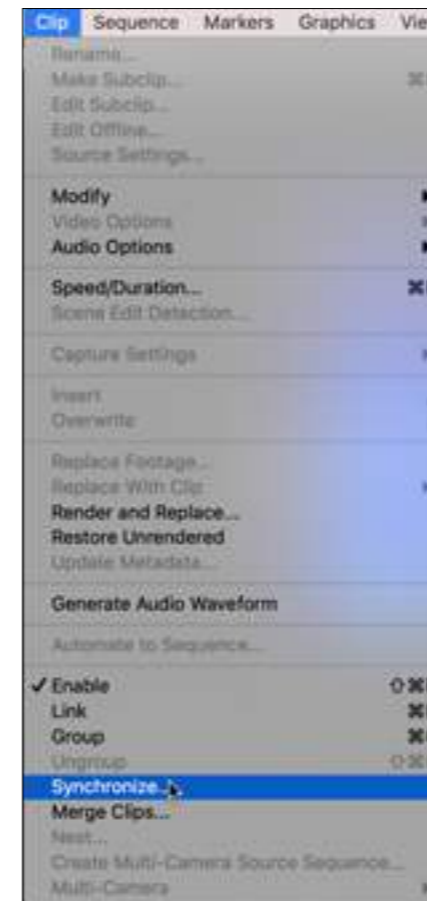 Clip Sequence Markers Graphics Vie
Rename...
Make Subclip... ⌘
Edit Subclip...
Edit Offline...
Source Settings...
Modify
Video Options
Audio Options
Speed/Duration... ⌘
Scene Edit Detection...
Capture Settings
Insert
Overwrite
Replace Footage...
Replace With Clip
Render and Replace...
Restore Unrendered
Update Metadata...
Generate Audio Waveform
Automate to Sequence...
✓ Enable ⇧⌘
Link ⌘
Group ⌘
Ungroup ⇧⌘
Synchronize...
Merge Clips...
Nest...
Create Multi-Camera Source Sequence...
Multi-Camera